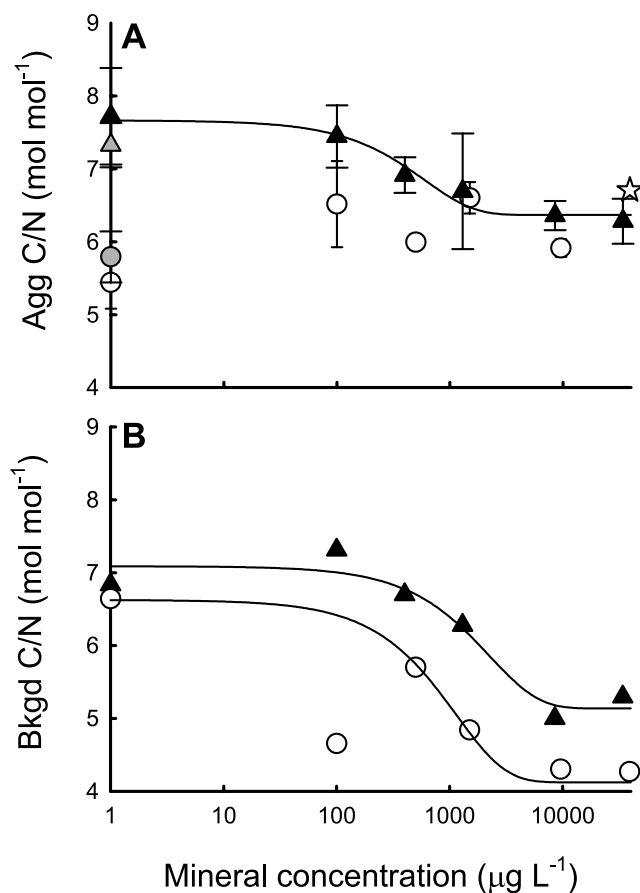 A
9
8
7
6
5
4
Agg C/N (mol mol⁻¹)
B
9
8
7
6
5
4
Bkgd C/N (mol mol⁻¹)
1 10 100 1000 10000
Mineral concentration (μg L⁻¹)